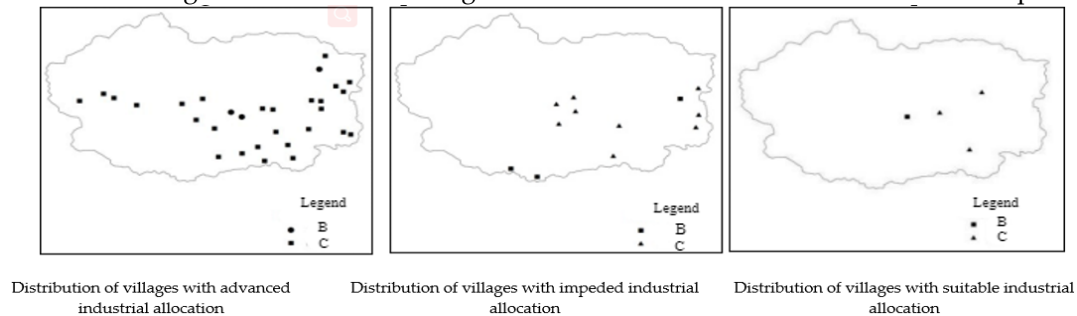 Legend
B
C
Legend
B
C
Legend
B
C
Distribution of villages with advanced
industrial allocation
Distribution of villages with impeded industrial
allocation
Distribution of villages with suitable industrial
allocation